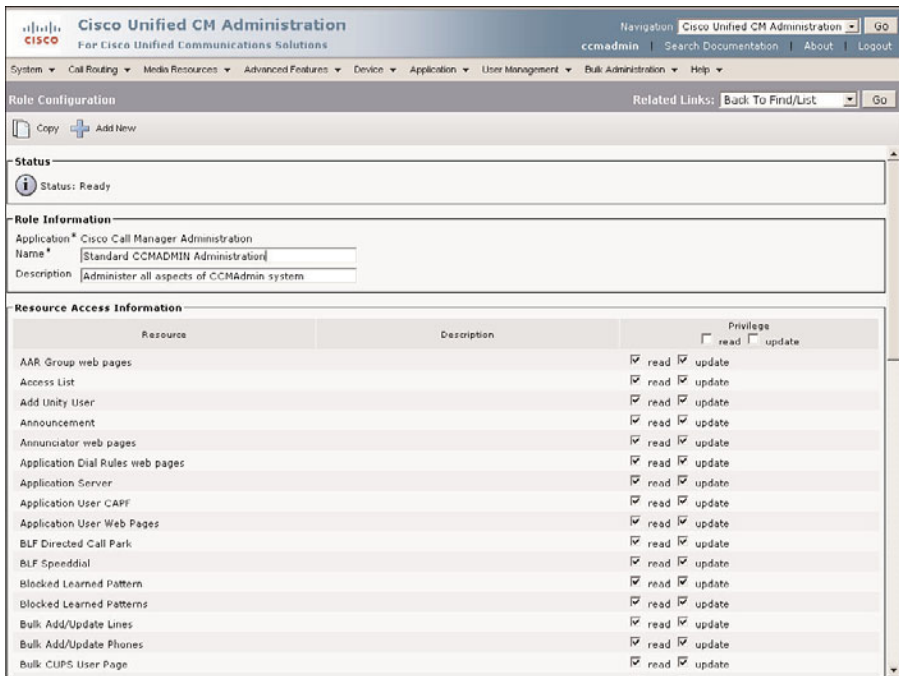 CISCO
Cisco Unified CM Administration
For Cisco Unified Communications Solutions
Navigation Cisco Unified CM Administration Go
ccmadmin | Search Documentation | About | Logout
System Call Routing Media Resources Advanced Features Device Application User Management Bulk Administration Help
Role Configuration
Related Links: Back To Find/List Go
Copy Add New
Status
i Status: Ready
Role Information
Application* Cisco Call Manager Administration
Name* Standard CCMADMIN Administration
Description Administer all aspects of CCMAdmin system
Resource Access Information
Resource Description Privilege
read update
AAR Group web pages read update
Access List read update
Add Unity User read update
Announcement read update
Annunciator web pages read update
Application Dial Rules web pages read update
Application Server read update
Application User CAPF read update
Application User Web Pages read update
BLF Directed Call Park read update
BLF Speeddial read update
Blocked Learned Pattern read update
Blocked Learned Patterns read update
Bulk Add/Update Lines read update
Bulk Add/Update Phones read update
Bulk CUPS User Page read update